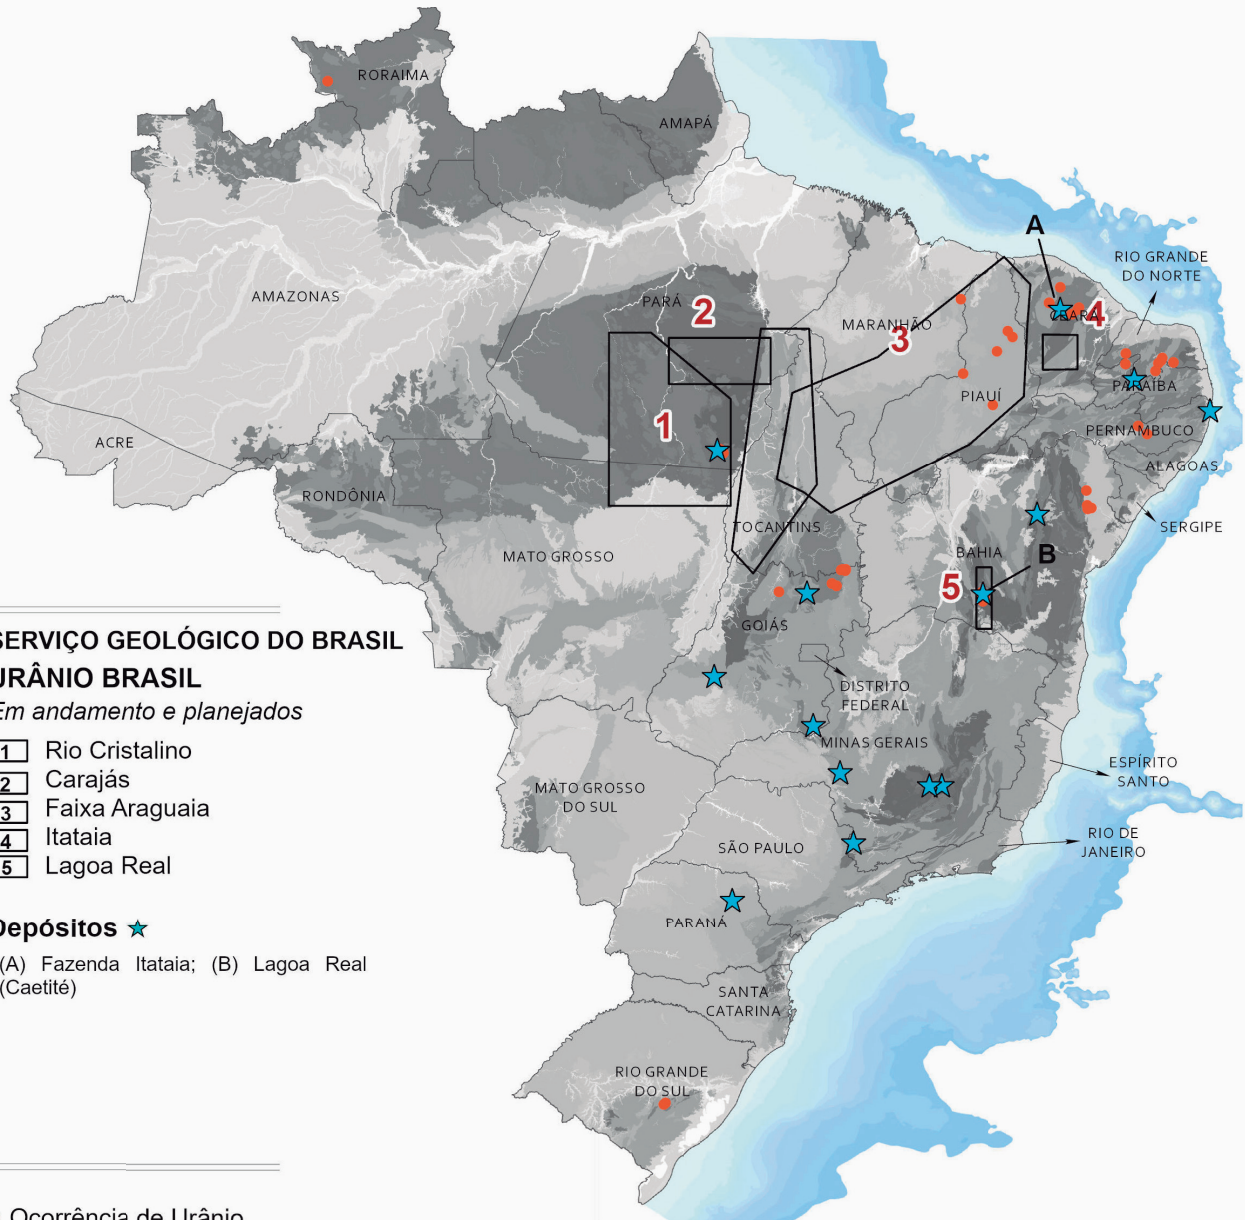 RORAIMA
AMAPÁ
A
RIO GRANDE
DO NORTE
AMAZONAS
PARÁ
2
MARANHÃO
3
CEARÁ
4
1
PIAUÍ
PARAÍBA
ACRE
PERNAMBUCO
ALAGOAS
RONDÔNIA
TOCANTINS
SERGIPE
MATO GROSSO
BAHIA
B
5
GOIÁS
SERVIÇO GEOLÓGICO DO BRASIL
URÂNIO BRASIL
Em andamento e planejados
1 Rio Cristalino
2 Carajás
3 Faixa Araguaia
4 Itataia
5 Lagoa Real
Depósitos
(A) Fazenda Itataia; (B) Lagoa Real
(Caetité)
DISTRITO
FEDERAL
MINAS GERAIS
ESPÍRITO
SANTO
MATO GROSSO
DO SUL
RIO DE
JANEIRO
SÃO PAULO
PARANÁ
SANTA
CATARINA
RIO GRANDE
DO SUL
Ocorrência de Urânio